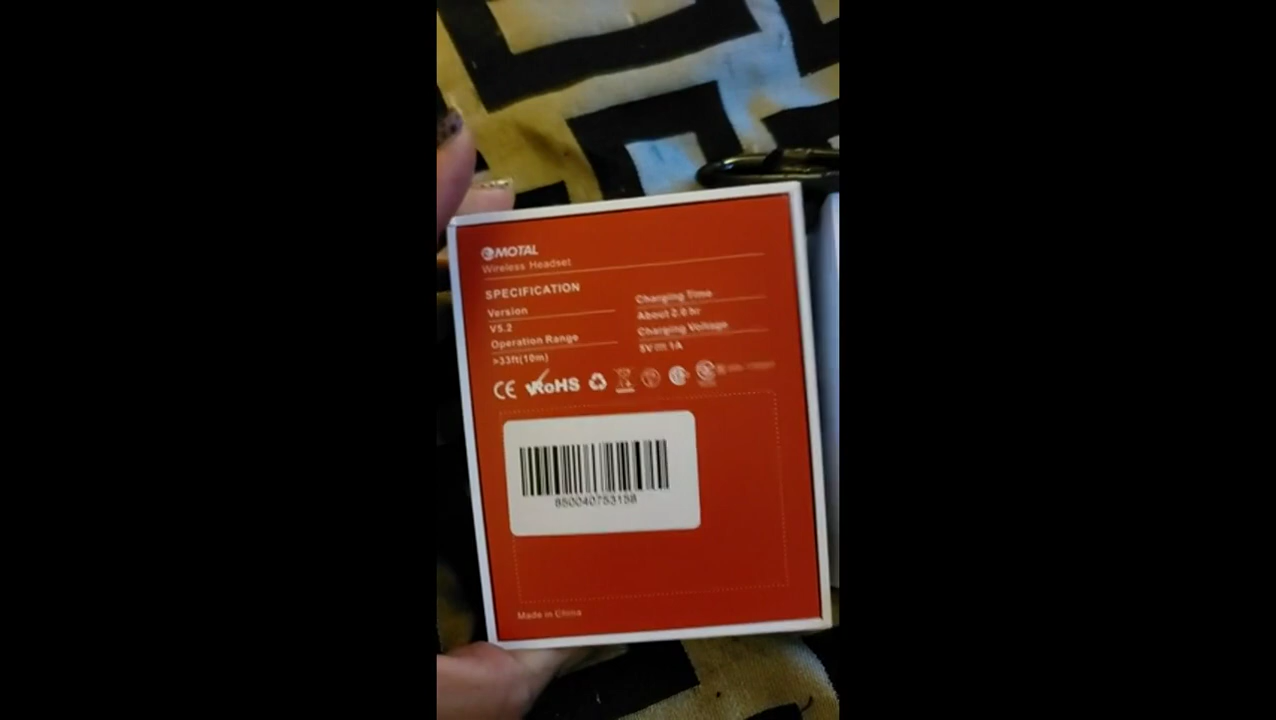 EMOTAL
Wireless Headset
SPECIFICATION
Version
V5.2
Operation Range
>33ft(10m)
Charging Time
About 2.0 hr
Charging Voltage
5V⎓1A
CE RoHS
850040753158
Made in China